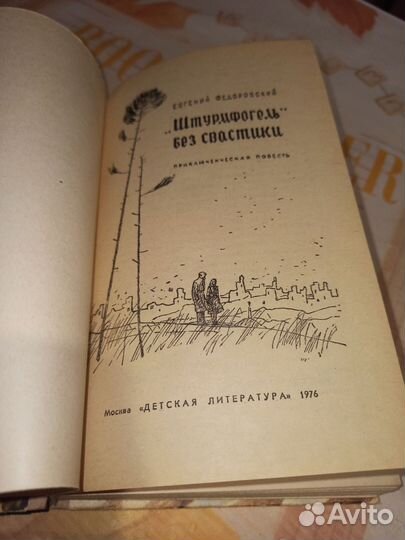 ЕВГЕНИЙ ФЕДОРОВСКИЙ
„Штурмфогель"
без свастики
ПРИКЛЮЧЕНЧЕСКАЯ ПОВЕСТЬ
Москва «ДЕТСКАЯ ЛИТЕРАТУРА» 1976
Avito